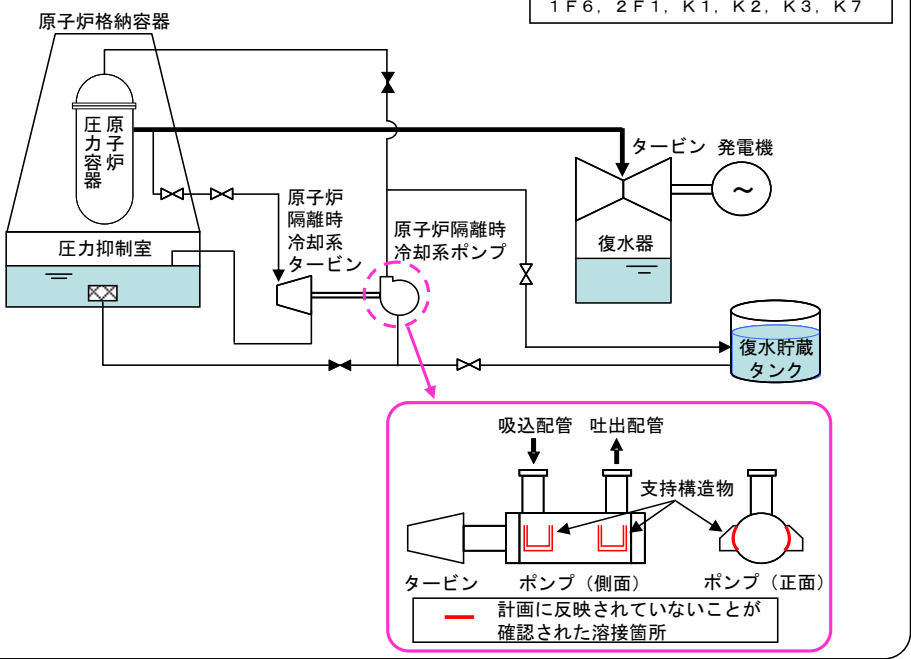 1F6, 2F1, K1, K2, K3, K7
原子炉格納容器
原子炉
圧力容器
タービン
発電機
～
原子炉
隔離時
冷却系
タービン
原子炉隔離時
冷却系ポンプ
圧力抑制室
復水器
復水貯蔵
タンク
吸込配管
吐出配管
支持構造物
タービン
ポンプ（側面）
ポンプ（正面）
計画に反映されていないことが
確認された溶接箇所